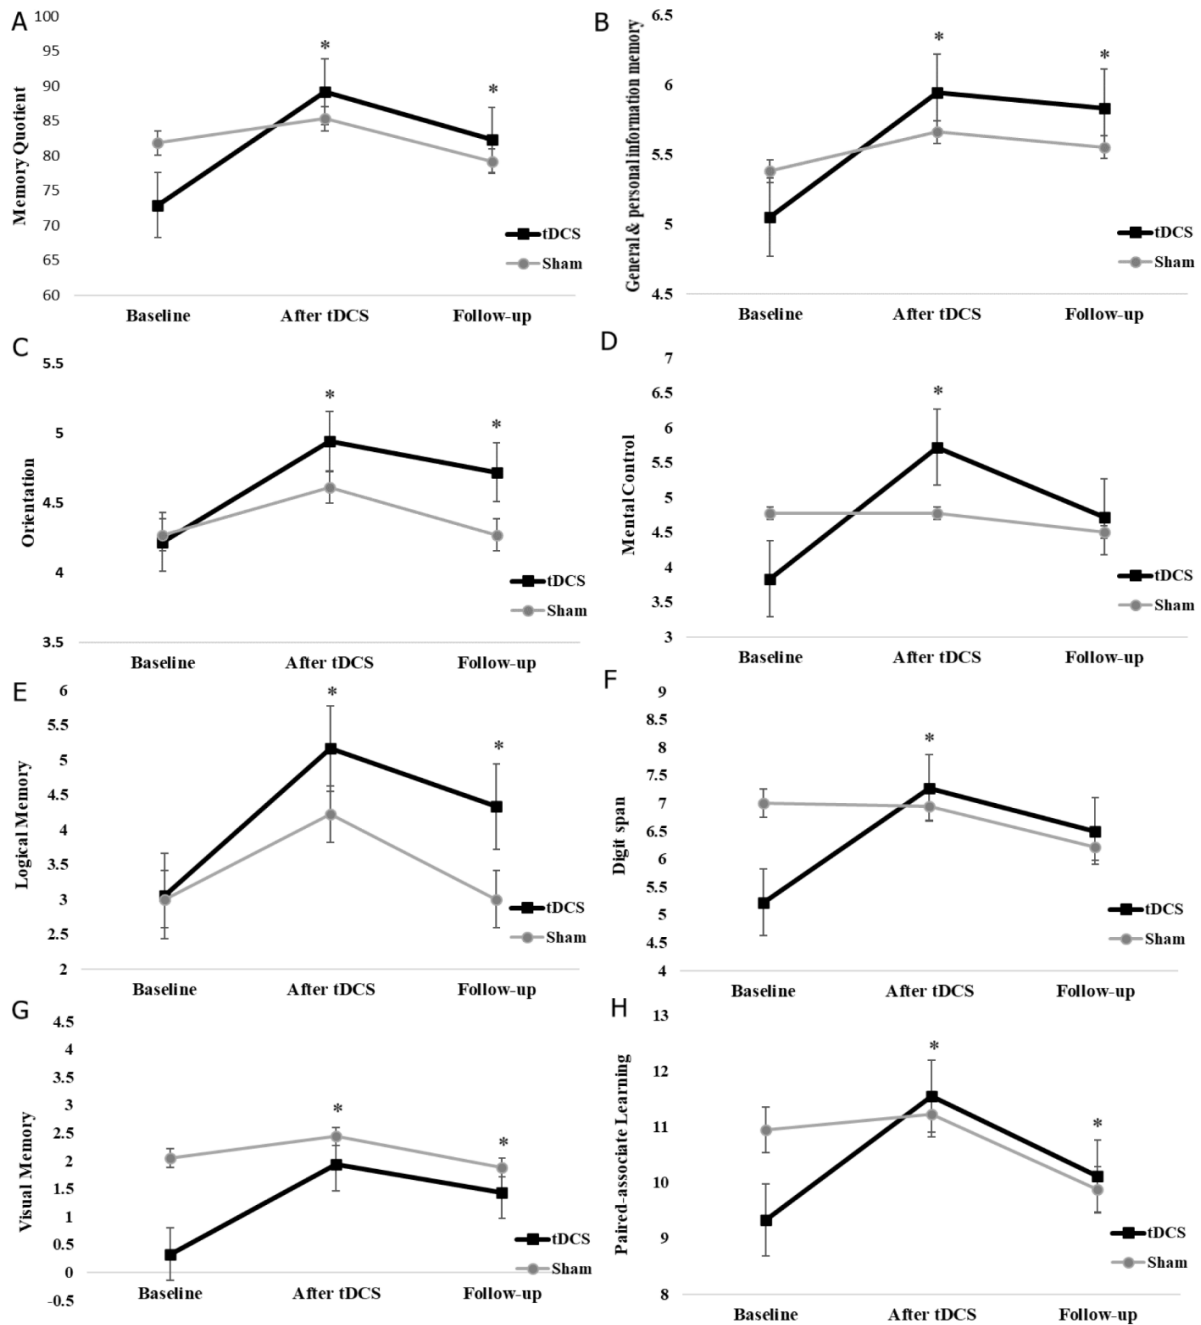 A
100
95
90
85
80
75
70
65
60
Memory Quotient
*
*
tDCS
Sham
Baseline
After tDCS
Follow-up
B
6.5
6
5.5
5
4.5
General & personal information memory
*
*
tDCS
Sham
Baseline
After tDCS
Follow-up
C
5.5
5
4.5
4
3.5
Orientation
*
*
tDCS
Sham
Baseline
After tDCS
Follow-up
D
7
6.5
6
5.5
5
4.5
4
3.5
3
Mental Control
*
tDCS
Sham
Baseline
After tDCS
Follow-up
E
6
5.5
5
4.5
4
3.5
3
2.5
2
Logical Memory
*
*
tDCS
Sham
Baseline
After tDCS
Follow-up
F
9
8.5
8
7.5
7
6.5
6
5.5
5
4.5
4
Digit span
*
tDCS
Sham
Baseline
After tDCS
Follow-up
G
4.5
4
3.5
3
2.5
2
1.5
1
0.5
0
-0.5
Visual Memory
*
*
tDCS
Sham
Baseline
After tDCS
Follow-up
H
13
12
11
10
9
8
Paired-associate Learning
*
*
tDCS
Sham
Baseline
After tDCS
Follow-up